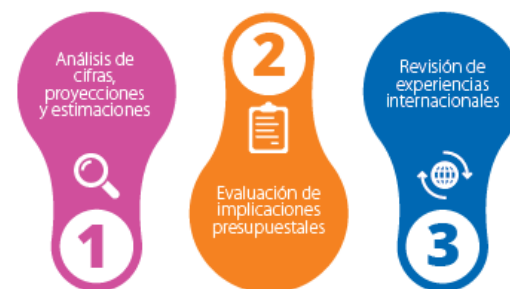 Análisis de
cifras,
proyecciones
y estimaciones
1
2
Evaluación de
implicaciones
presupuestales
Revisión de
experiencias
internacionales
3